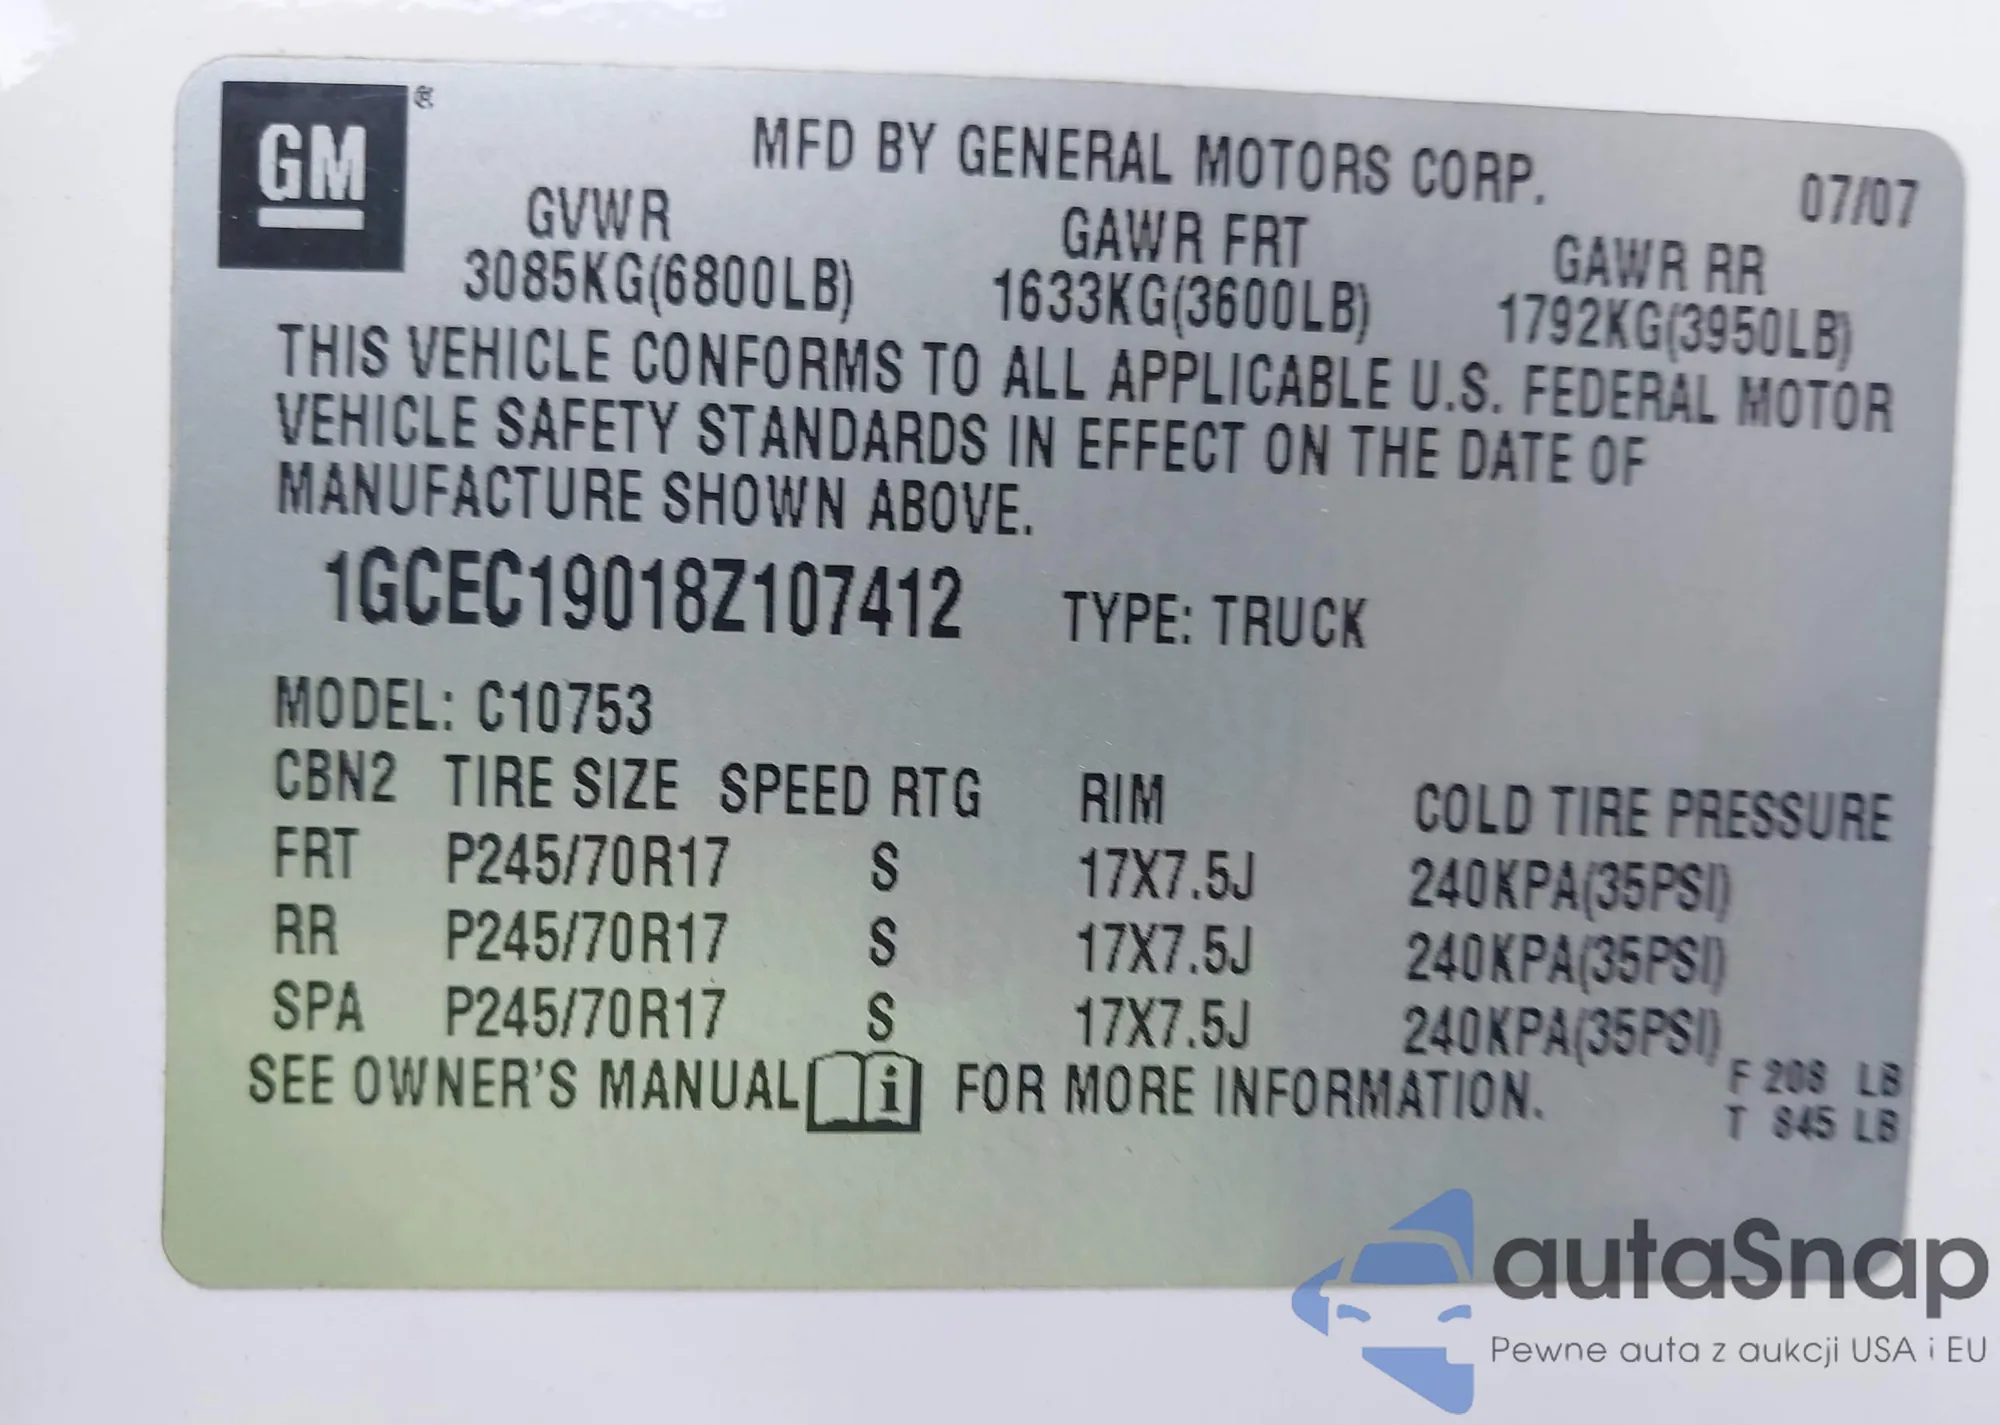 GM®
MFD BY GENERAL MOTORS CORP.
07/07
GVWR GAWR FRT GAWR RR
3085KG(6800LB) 1633KG(3600LB) 1792KG(3950LB)
THIS VEHICLE CONFORMS TO ALL APPLICABLE U.S. FEDERAL MOTOR
VEHICLE SAFETY STANDARDS IN EFFECT ON THE DATE OF
MANUFACTURE SHOWN ABOVE.
1GCEC19018Z107412 TYPE: TRUCK
MODEL: C10753
CBN2 TIRE SIZE SPEED RTG RIM COLD TIRE PRESSURE
FRT P245/70R17 S 17X7.5J 240KPA(35PSI)
RR P245/70R17 S 17X7.5J 240KPA(35PSI)
SPA P245/70R17 S 17X7.5J 240KPA(35PSI)
SEE OWNER'S MANUAL i FOR MORE INFORMATION.
F 208 LB
T 845 LB
autaSnap
Pewne auta z aukcji USA i EU